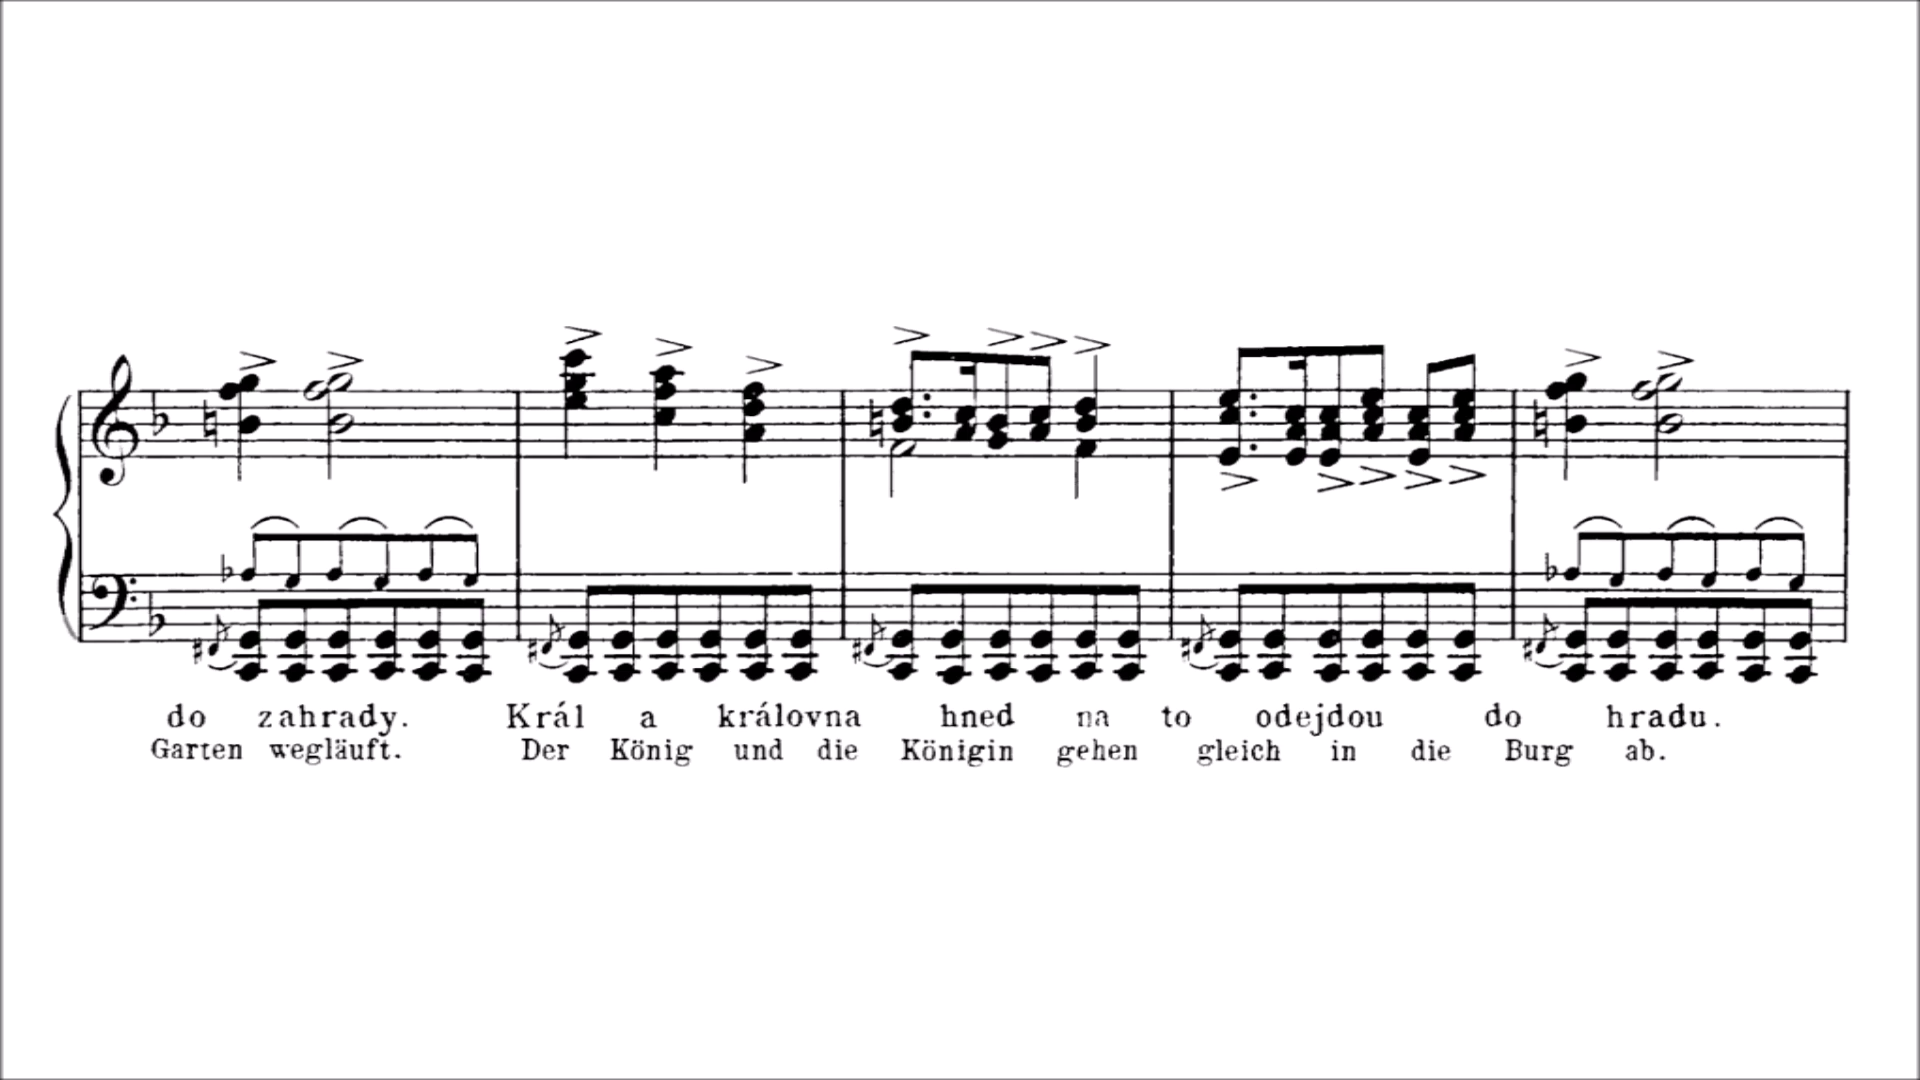 do zahrady. Král a královna hned na to odejdou do hradu.
Garten wegläuft. Der König und die Königin gehen gleich in die Burg ab.